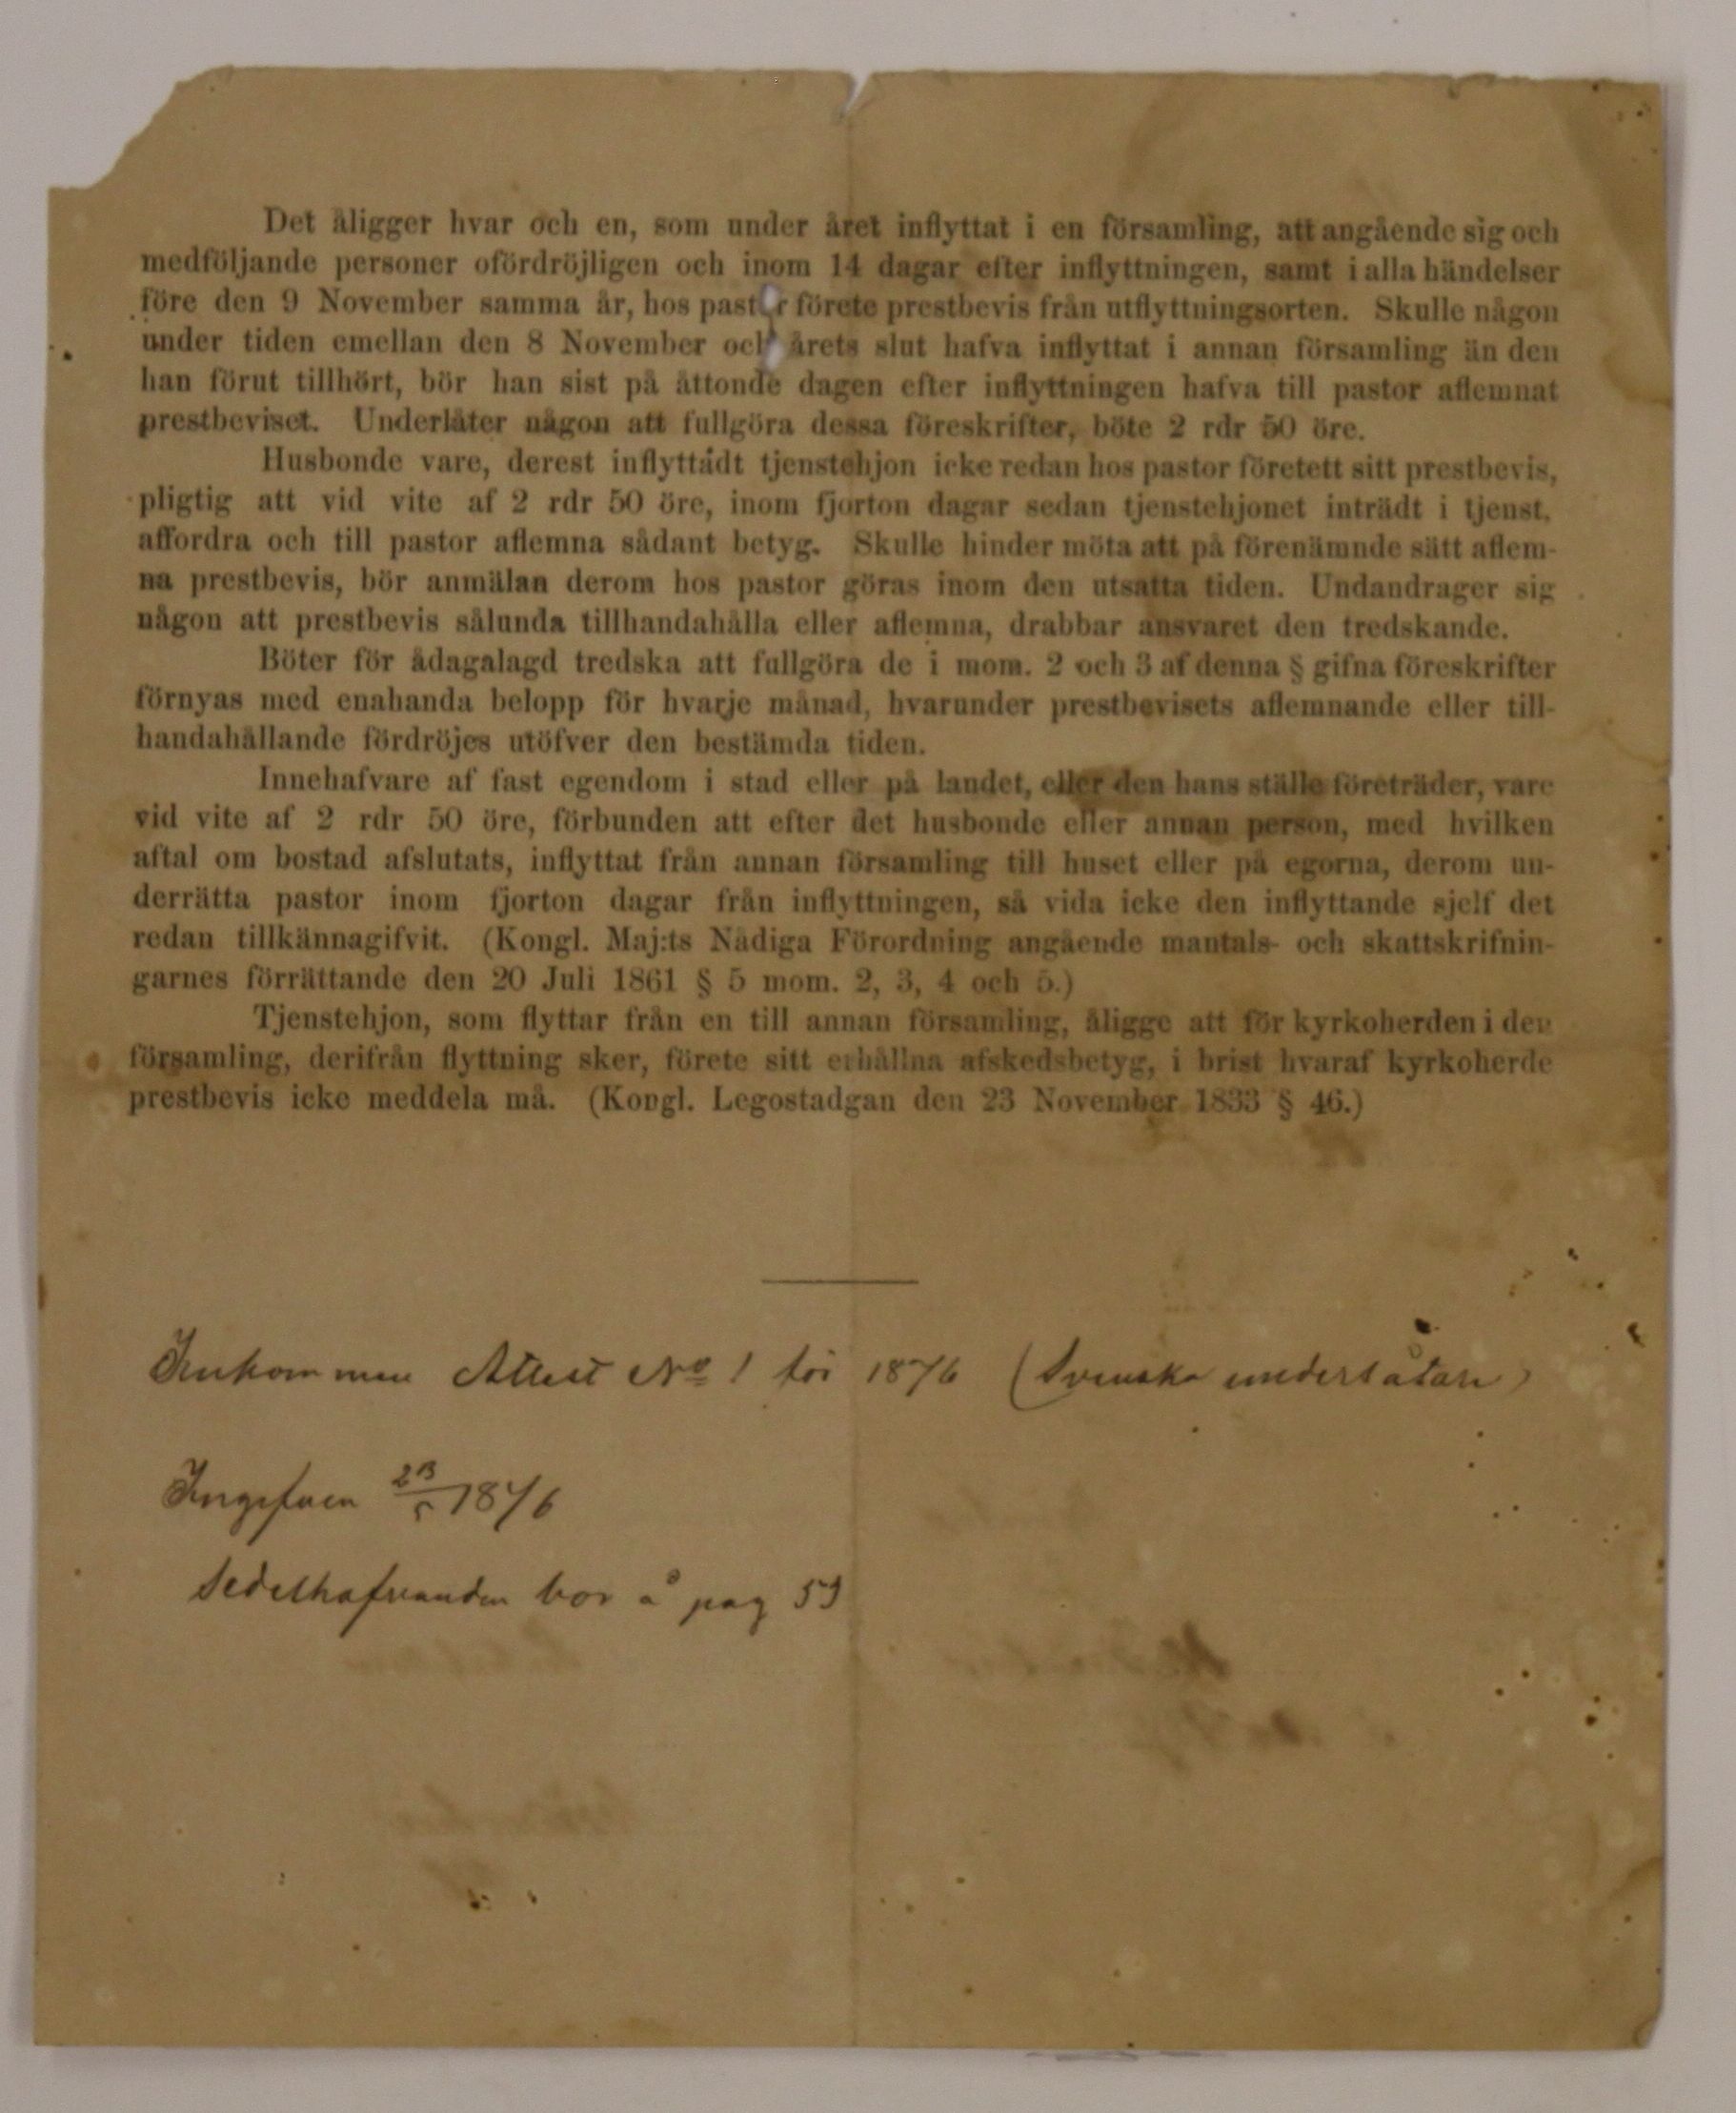 Det åligger hvar och en, som under året inflyttat i en församling, att angående sig och
medföljande personer ofördröjligen och inom 14 dagar efter inflyttningen, samt i alla händelser
före den 9 November samma år, hos pastor förete prestbevis från utflyttningsorten. Skulle någon
under tiden emellan den 8 November och årets slut hafva inflyttat i annan församling än den
han förut tillhört, bör han sist på åttonde dagen efter inflyttningen hafva till pastor aflemnat
prestbeviset. Underlåter någon att fullgöra dessa föreskrifter, böte 2 rdr 50 öre.
Husbonde vare, derest inflyttådt tjenstehjon icke redan hos pastor företett sitt prestbevis,
pligtig att vid vite af 2 rdr 50 öre, inom fjorton dagar sedan tjenstehjonet inträdt i tjenst,
affordra och till pastor aflemna sådant betyg. Skulle hinder möta att på förenämnde sätt aflem-
na prestbevis, bör anmälan derom hos pastor göras inom den utsatta tiden. Undandrager sig
någon att prestbevis sålunda tillhandahålla eller aflemna, drabbar ansvaret den tredskande.
Böter för ådagalagd tredska att fullgöra de i mom. 2 och 3 af denna § gifna föreskrifter
förnyas med enahanda belopp för hvarje månad, hvarunder prestbevisets aflemnande eller till-
handahållande fördröjes utöfver den bestämda tiden.
Innehafvare af fast egendom i stad eller på landet, eller den hans ställe företräder, vare
vid vite af 2 rdr 50 öre, förbunden att efter det husbonde eller annan person, med hvilken
aftal om bostad afslutats, inflyttat från annan församling till huset eller på egorna, derom un-
derrätta pastor inom fjorton dagar från inflyttningen, så vida icke den inflyttande sjelf det
redan tillkännagifvit. (Kongl. Maj:ts Nådiga Förordning angående mantals- och skattskrifnin-
garnes förrättande den 20 Juli 1861 § 5 mom. 2, 3, 4 och 5.)
Tjenstehjon, som flyttar från en till annan församling, åligge att för kyrkoherden i den
församling, derifrån flyttning sker, förete sitt erhållna afskedsbetyg, i brist hvaraf kyrkoherde
prestbevis icke meddela må. (Kongl. Legostadgan den 23 November 1833 § 46.)
Inkommen Attest No 1 för 1876 (Svenska undersåtare)
Ingifven 23/5 1876
Sedelhafvanden bor å pag 59